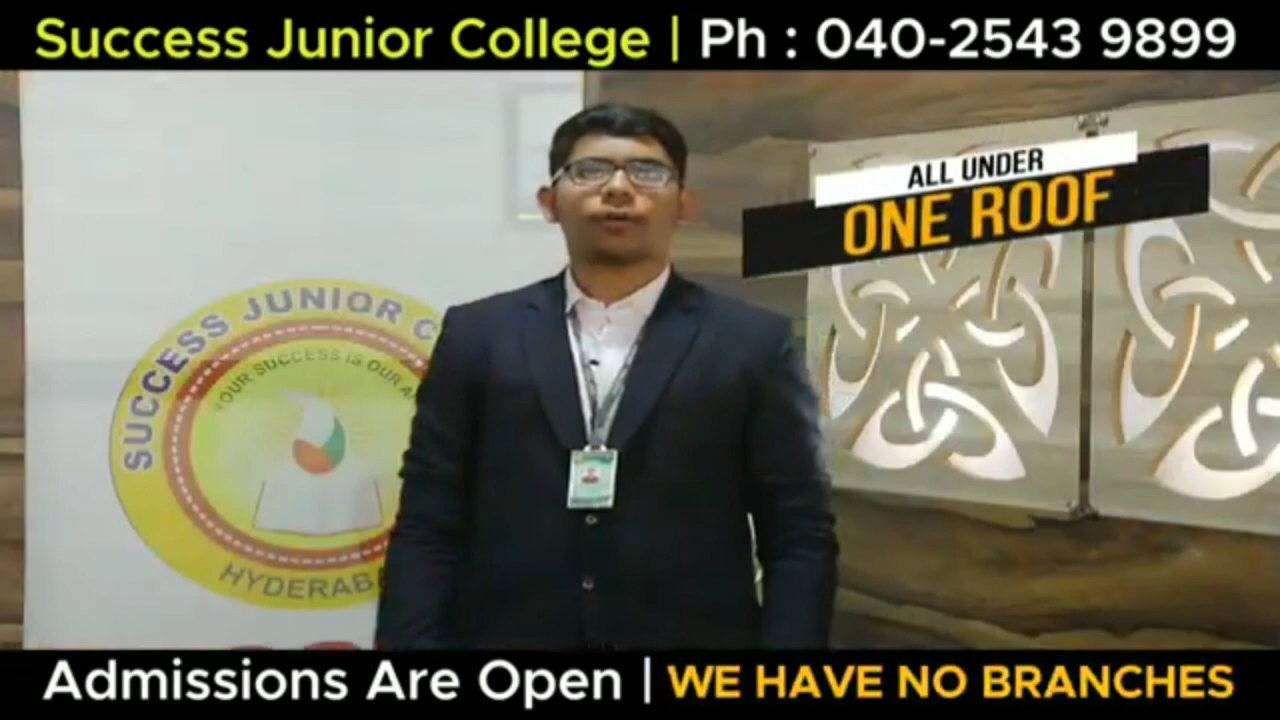 Success Junior College | Ph : 040-2543 9899
ALL UNDER
ONE ROOF
SUCCESS JUNIOR
YOUR SUCCESS IS OUR
HYDERAB
Admissions Are Open | WE HAVE NO BRANCHES